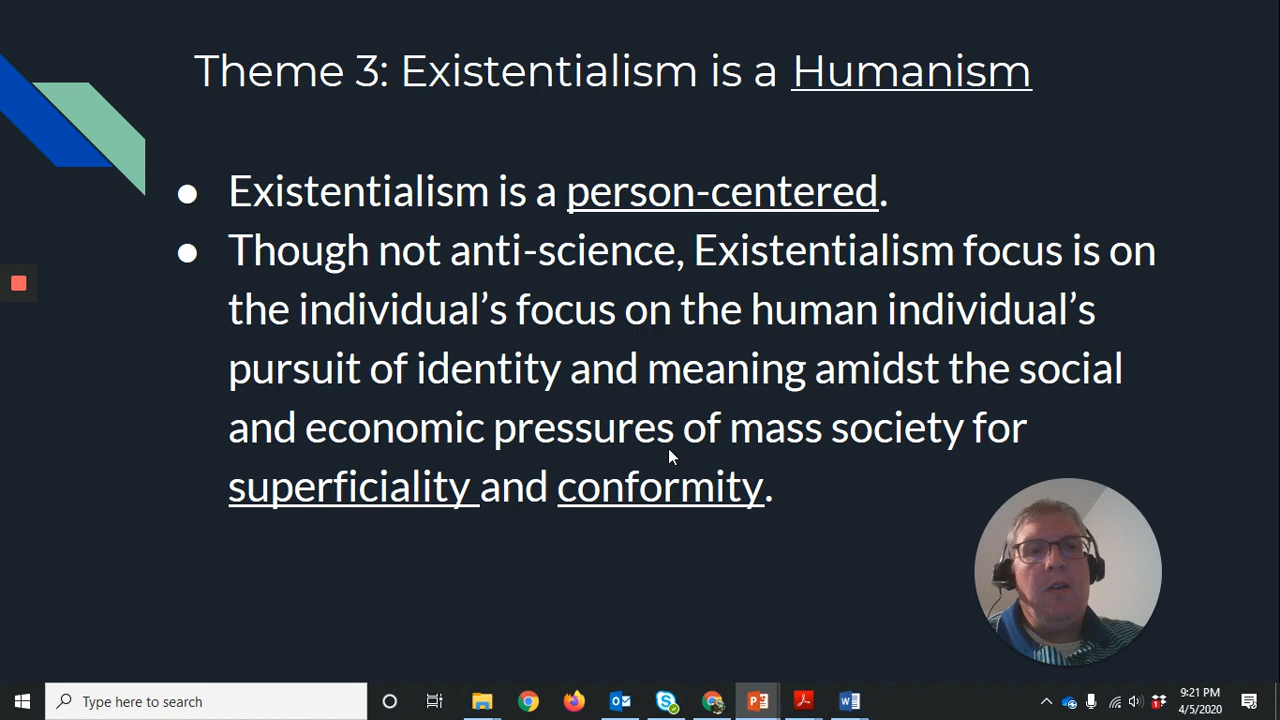 Theme 3: Existentialism is a Humanism
● Existentialism is a person-centered.
● Though not anti-science, Existentialism focus is on
the individual’s focus on the human individual’s
pursuit of identity and meaning amidst the social
and economic pressures of mass society for
superficiality and conformity.
Type here to search
9:21 PM
4/5/2020